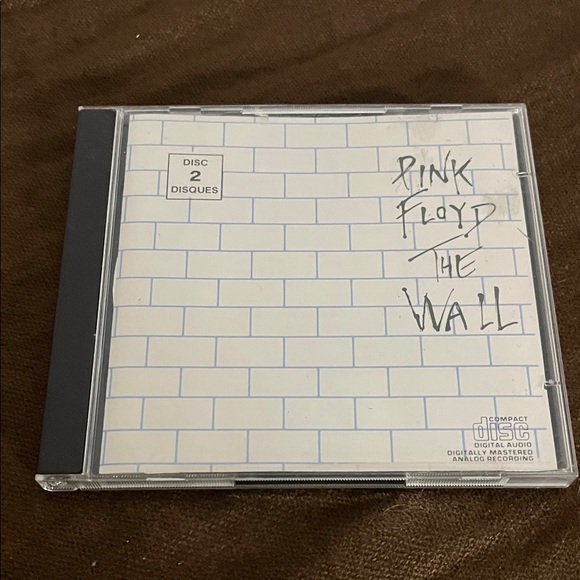 DISC
2
DISQUES
PINK
FLOYD
THE
WALL
COMPACT
disc
DIGITAL AUDIO
DIGITALLY MASTERED
ANALOG RECORDING